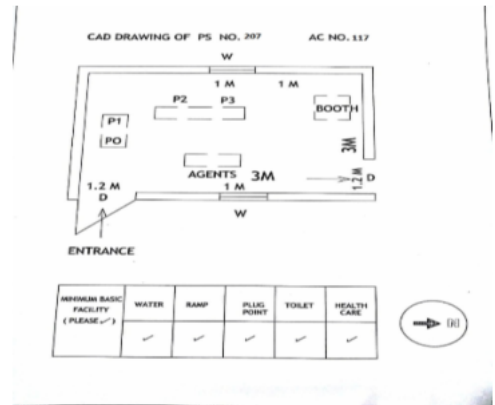 CAD DRAWING OF PS NO. 207 AC NO. 117
W
1 M 1 M
P2 P3
BOOTH
P1
PO
3M
AGENTS 3M
1.2 M
D
1.2 M
D
1 M
W
ENTRANCE
MINIMUM BASIC
FACILITY
(PLEASE ✓)
WATER
RAMP
PLUG
POINT
TOILET
HEALTH
CARE
✓ ✓ ✓ ✓ ✓